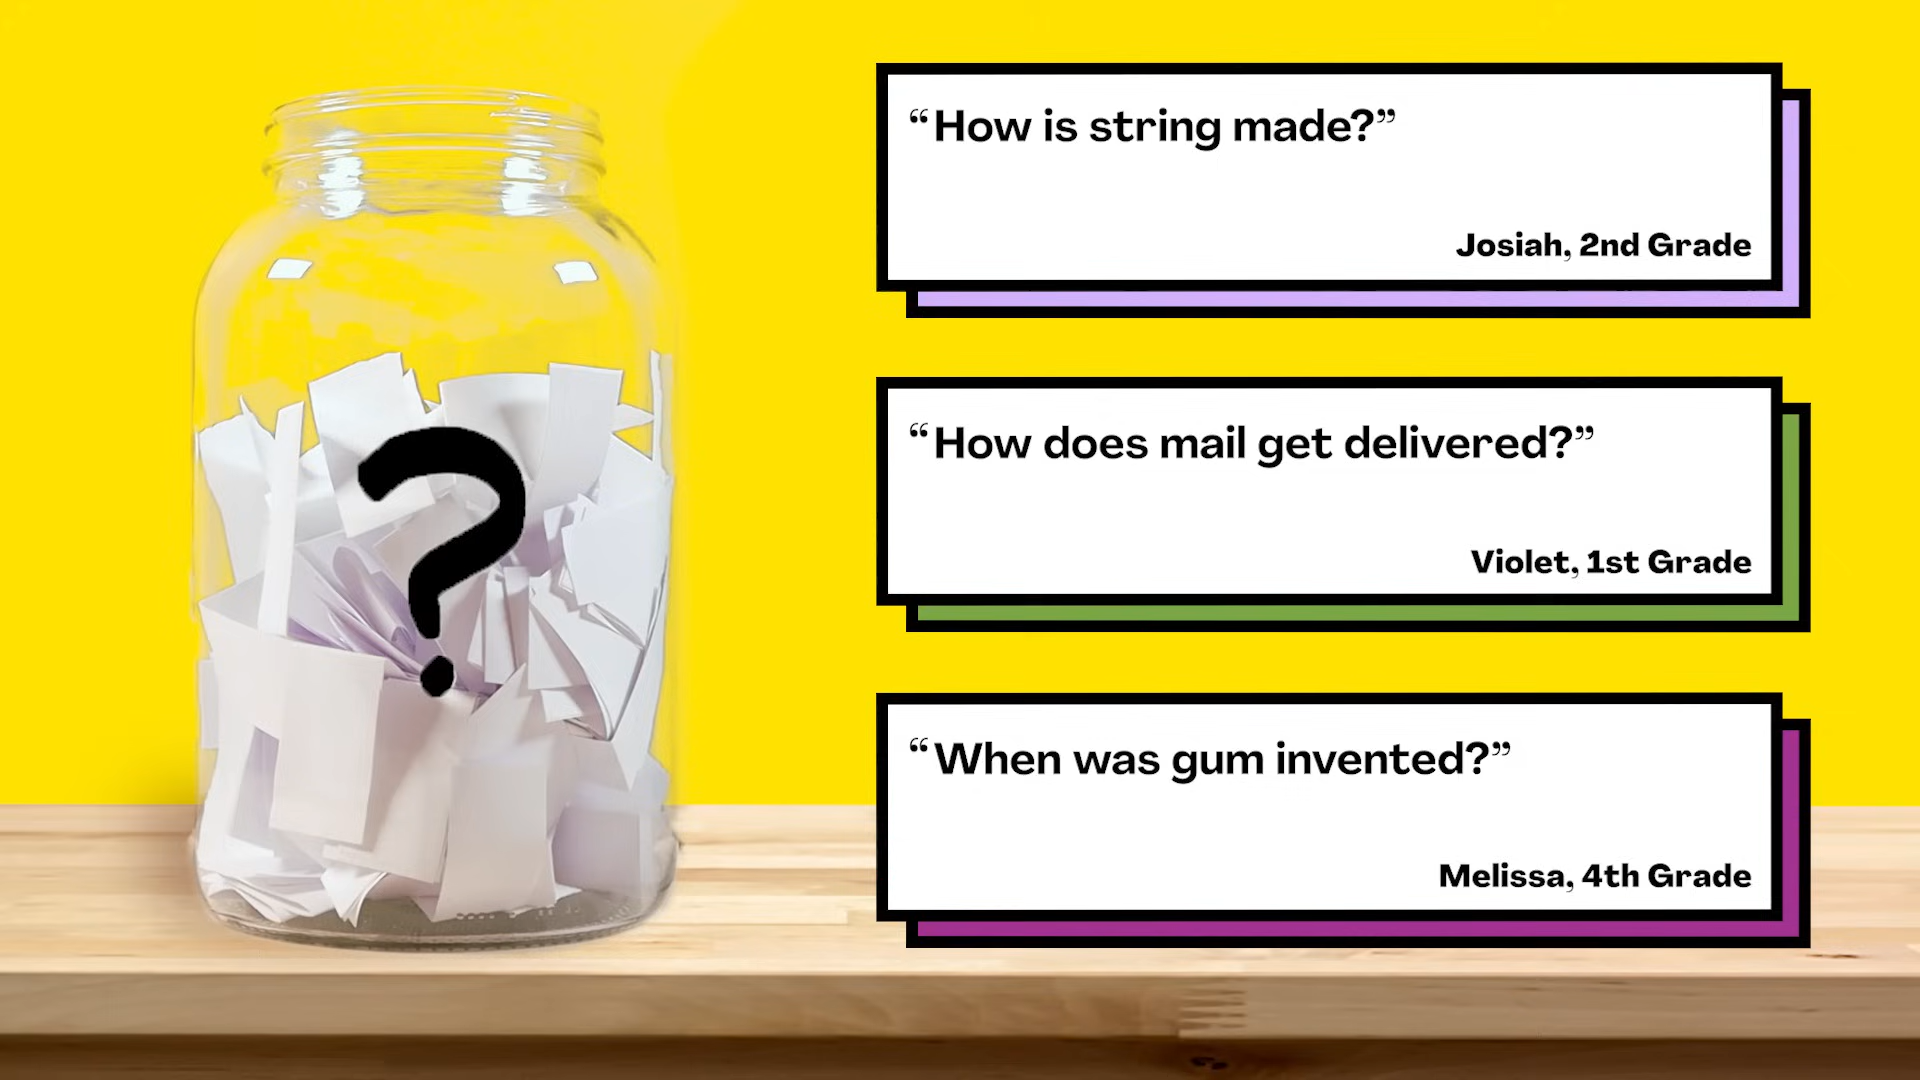 “How is string made?”
Josiah, 2nd Grade
“How does mail get delivered?”
Violet, 1st Grade
“When was gum invented?”
Melissa, 4th Grade
?